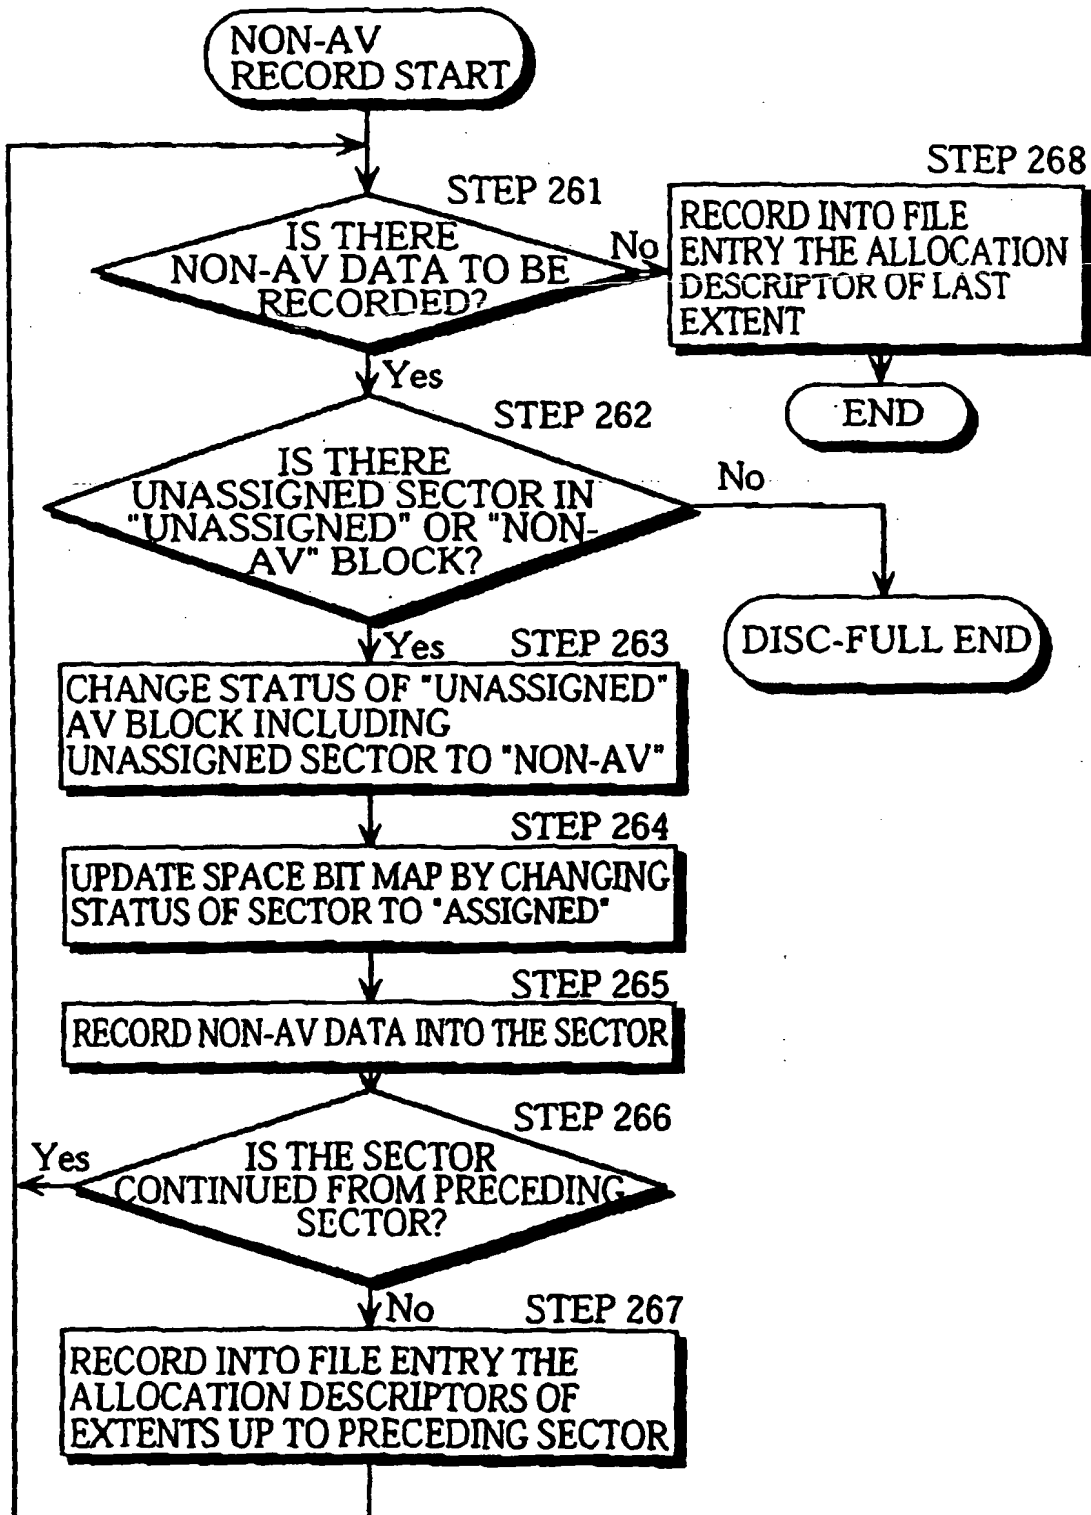 NON-AV
RECORD START
STEP 261
IS THERE
NON-AV DATA TO BE
RECORDED?
No
STEP 268
RECORD INTO FILE
ENTRY THE ALLOCATION
DESCRIPTOR OF LAST
EXTENT
END
Yes
STEP 262
IS THERE
UNASSIGNED SECTOR IN
"UNASSIGNED" OR "NON-
AV" BLOCK?
No
DISC-FULL END
Yes
STEP 263
CHANGE STATUS OF "UNASSIGNED"
AV BLOCK INCLUDING
UNASSIGNED SECTOR TO "NON-AV"
STEP 264
UPDATE SPACE BIT MAP BY CHANGING
STATUS OF SECTOR TO "ASSIGNED"
STEP 265
RECORD NON-AV DATA INTO THE SECTOR
STEP 266
IS THE SECTOR
CONTINUED FROM PRECEDING
SECTOR?
Yes
No
STEP 267
RECORD INTO FILE ENTRY THE
ALLOCATION DESCRIPTORS OF
EXTENTS UP TO PRECEDING SECTOR